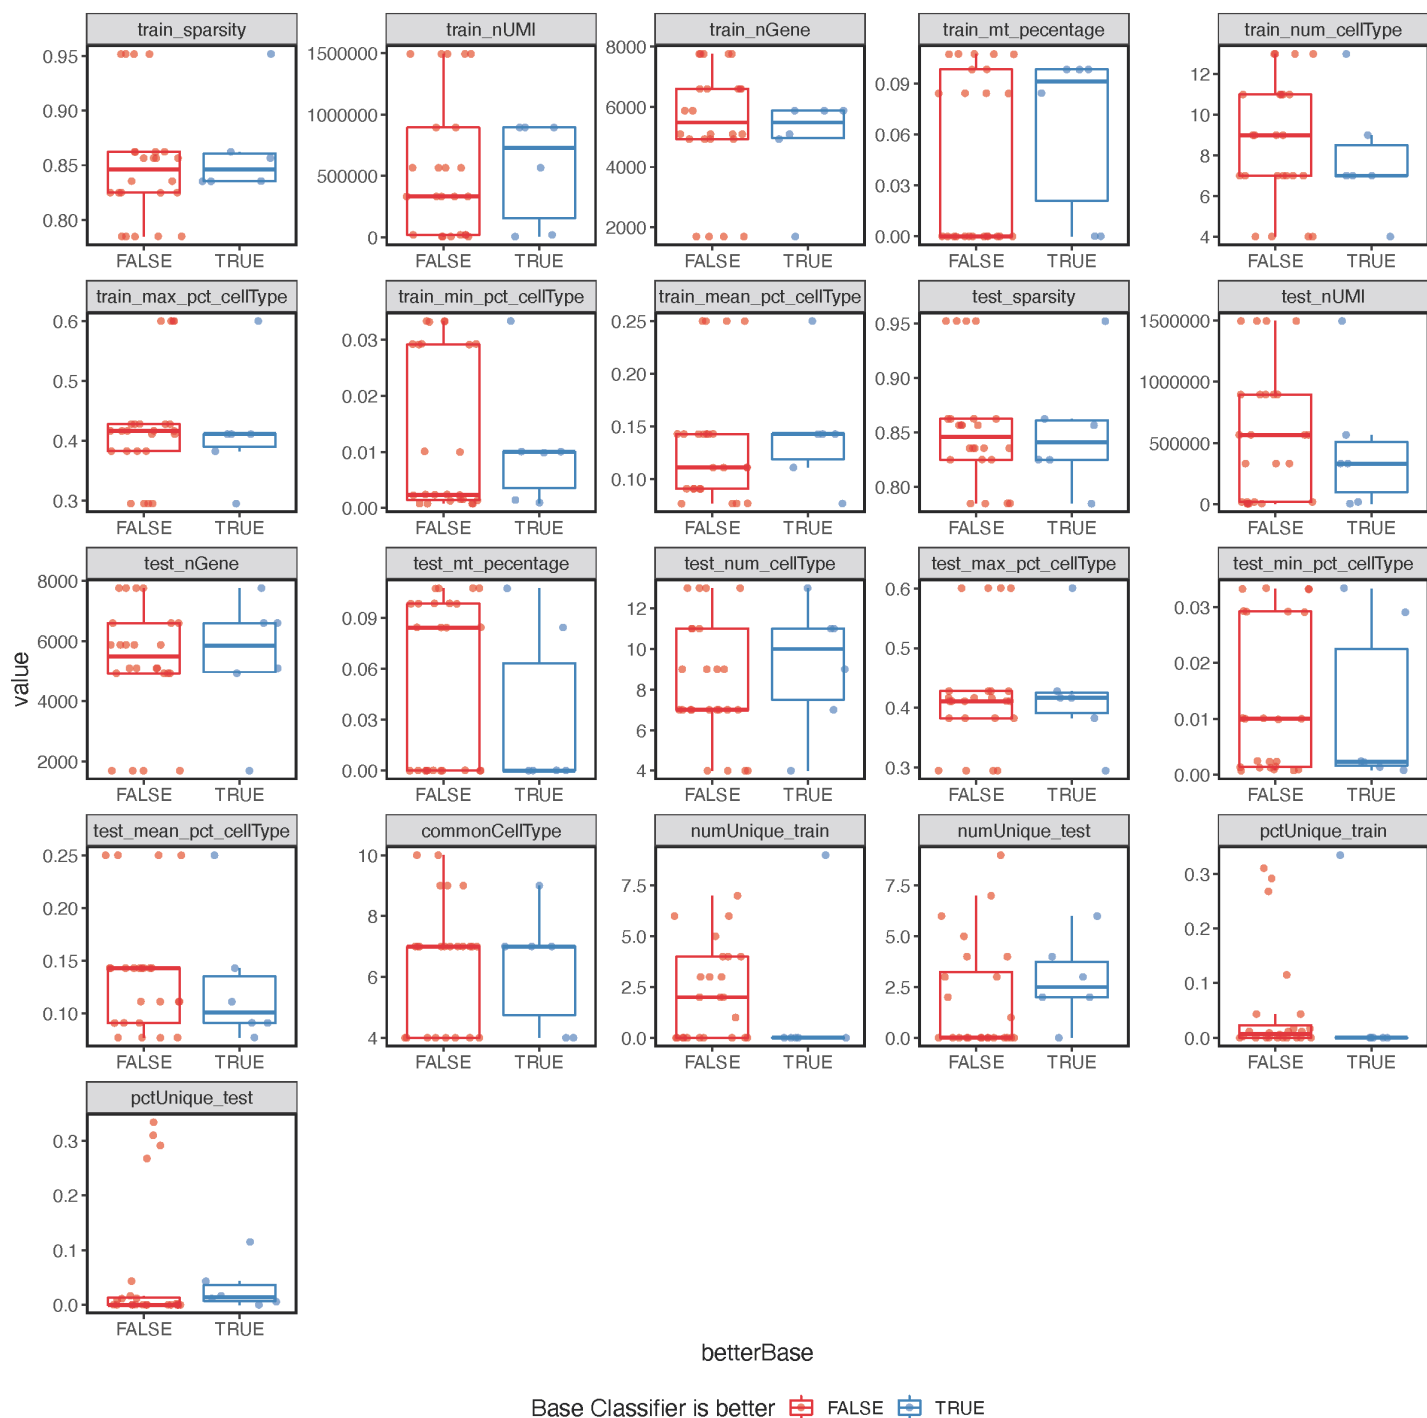 train_sparsity train_nUMI train_nGene train_mt_pecentage train_num_cellType
0.95 0.90 0.85 0.80 1500000 1000000 500000 0 8000 6000 4000 2000 0.09 0.06 0.03 0.00 12 10 8 6 4
FALSE TRUE FALSE TRUE FALSE TRUE FALSE TRUE FALSE TRUE
train_max_pct_cellType train_min_pct_cellType train_mean_pct_cellType test_sparsity test_nUMI
0.6 0.5 0.4 0.3 0.03 0.02 0.01 0.00 0.25 0.20 0.15 0.10 0.95 0.90 0.85 0.80 1500000 1000000 500000 0
FALSE TRUE FALSE TRUE FALSE TRUE FALSE TRUE FALSE TRUE
test_nGene test_mt_pecentage test_num_cellType test_max_pct_cellType test_min_pct_cellType
8000 6000 4000 2000 0.09 0.06 0.03 0.00 12 10 8 6 4 0.6 0.5 0.4 0.3 0.03 0.02 0.01 0.00
value
FALSE TRUE FALSE TRUE FALSE TRUE FALSE TRUE FALSE TRUE
test_mean_pct_cellType commonCellType numUnique_train numUnique_test pctUnique_train
0.25 0.20 0.15 0.10 10 8 6 4 7.5 5.0 2.5 0.0 7.5 5.0 2.5 0.0 0.3 0.2 0.1 0.0
FALSE TRUE FALSE TRUE FALSE TRUE FALSE TRUE FALSE TRUE
pctUnique_test
0.3 0.2 0.1 0.0
FALSE TRUE
betterBase
Base Classifier is better FALSE TRUE